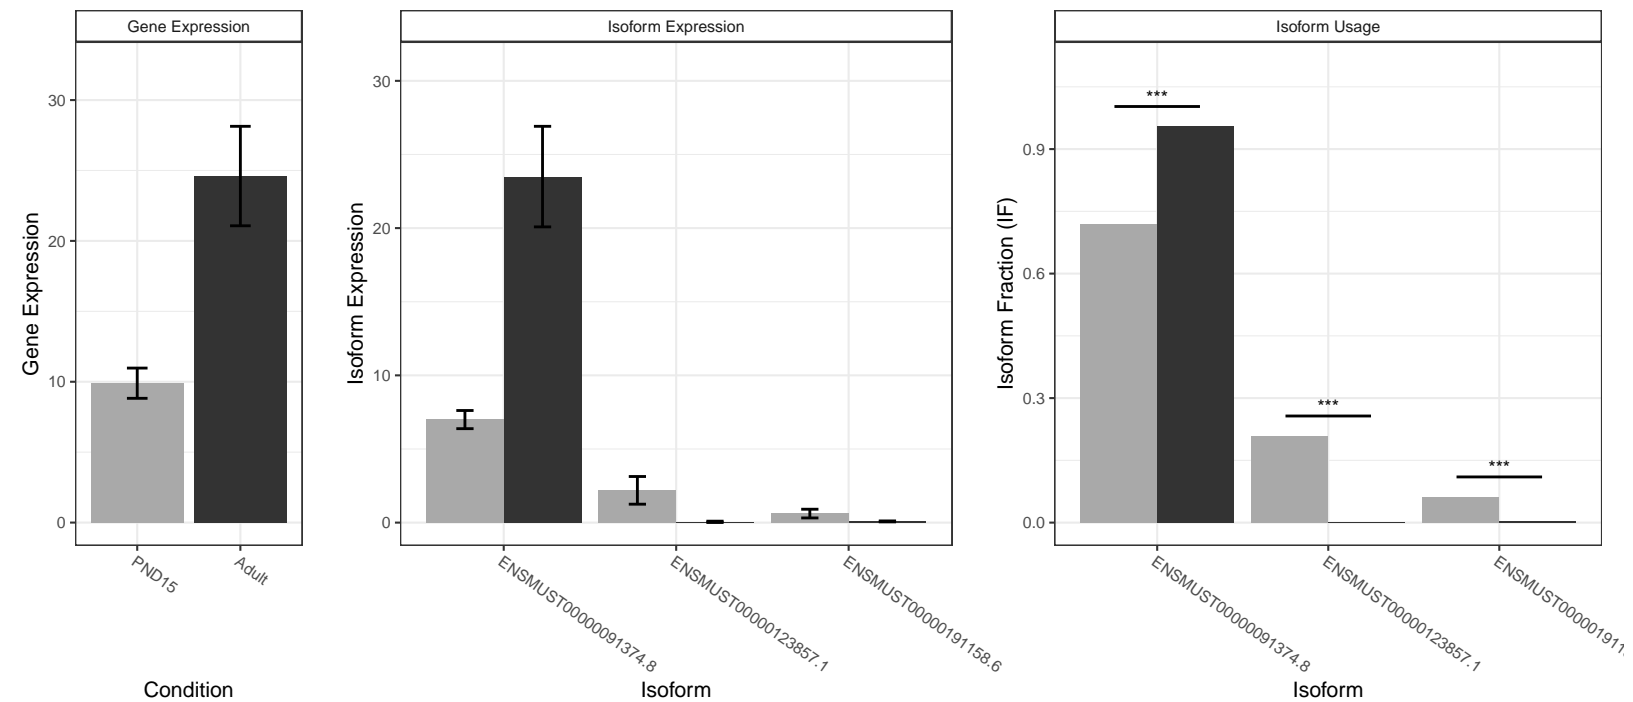 Gene Expression
Isoform Expression
Isoform Usage
Gene Expression
30
20
10
0
PND15
Adult
Condition
Isoform Expression
30
20
10
0
ENSMUST00000091374.8
ENSMUST00000123857.1
ENSMUST00000191158.6
Isoform
Isoform Fraction (IF)
0.9
0.6
0.3
0.0
***
***
***
ENSMUST00000091374.8
ENSMUST00000123857.1
ENSMUST000001911
Isoform